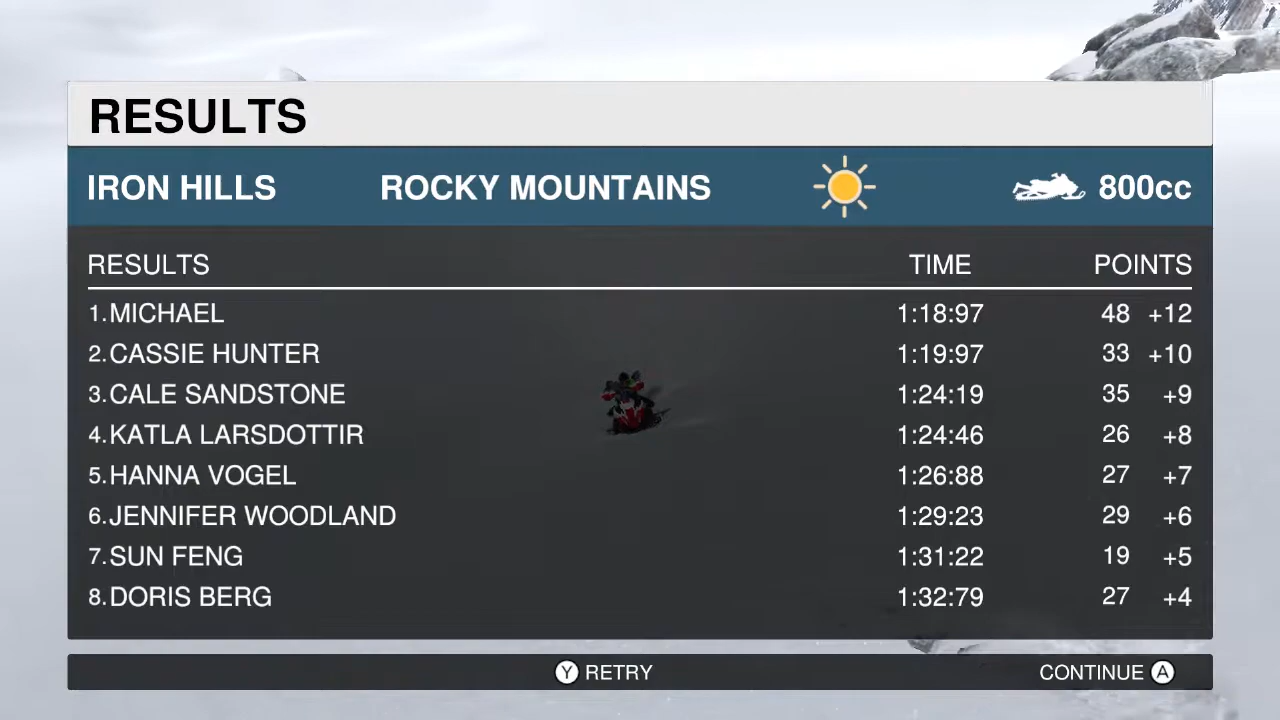 RESULTS
IRON HILLS ROCKY MOUNTAINS 800cc
RESULTS TIME POINTS
1.MICHAEL 1:18:97 48 +12
2.CASSIE HUNTER 1:19:97 33 +10
3.CALE SANDSTONE 1:24:19 35 +9
4.KATLA LARSDOTTIR 1:24:46 26 +8
5.HANNA VOGEL 1:26:88 27 +7
6.JENNIFER WOODLAND 1:29:23 29 +6
7.SUN FENG 1:31:22 19 +5
8.DORIS BERG 1:32:79 27 +4
Y RETRY CONTINUE A